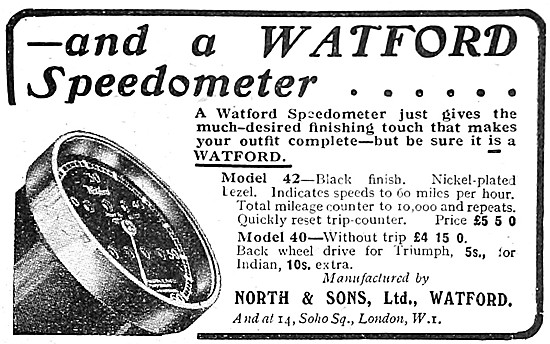 —and a WATFORD
Speedometer . . . . . .
A Watford Speedometer just gives the
much-desired finishing touch that makes
your outfit complete—but be sure it is a
WATFORD.
Model 42—Black finish. Nickel-plated
bezel. Indicates speeds to 60 miles per hour.
Total mileage counter to 10,000 and repeats.
Quickly reset trip-counter. Price £5 5 0
Model 40—Without trip £4 15 0.
Back wheel drive for Triumph, 5s., for
Indian, 10s. extra.
Manufactured by
NORTH & SONS, Ltd., WATFORD.
And at 14, Soho Sq., London, W.1.